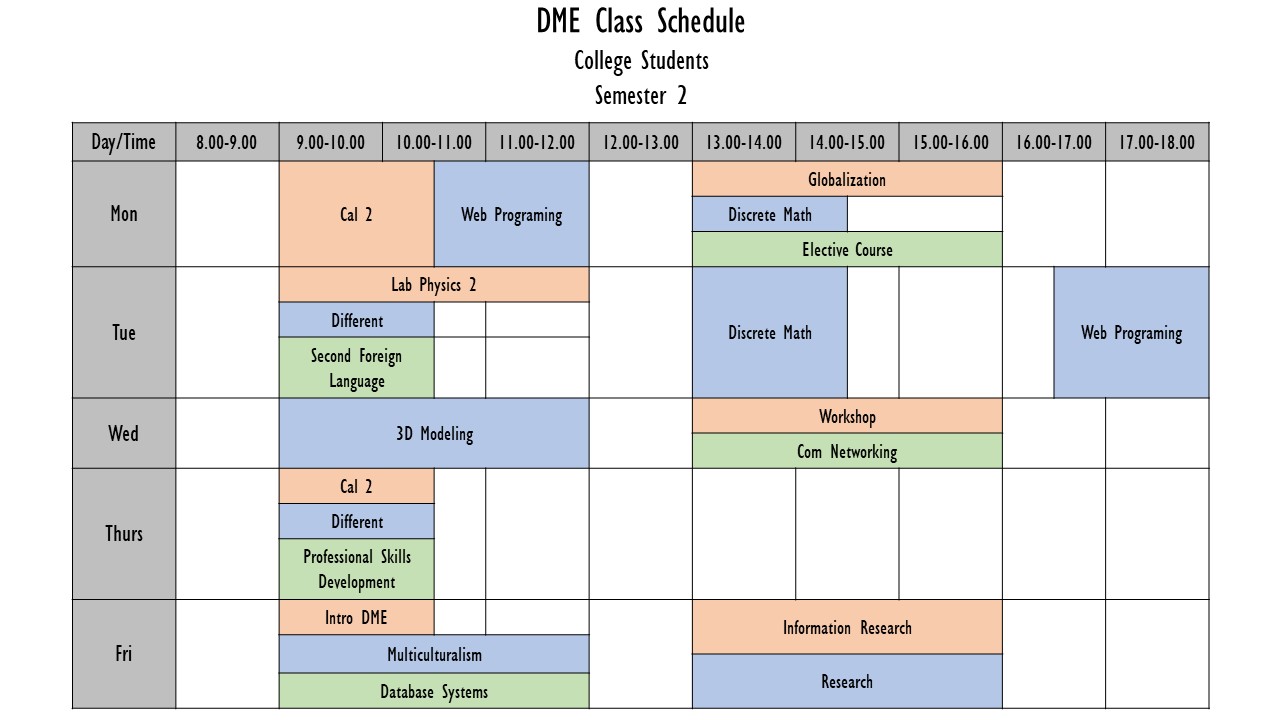 DME Class Schedule
College Students
Semester 2
Day/Time 8.00-9.00 9.00-10.00 10.00-11.00 11.00-12.00 12.00-13.00 13.00-14.00 14.00-15.00 15.00-16.00 16.00-17.00 17.00-18.00
Mon
Cal 2
Web Programing
Globalization
Discrete Math
Elective Course
Tue
Lab Physics 2
Different
Second Foreign
Language
Discrete Math
Web Programing
Wed
3D Modeling
Workshop
Com Networking
Thurs
Cal 2
Different
Professional Skills
Development
Fri
Intro DME
Multiculturalism
Database Systems
Information Research
Research